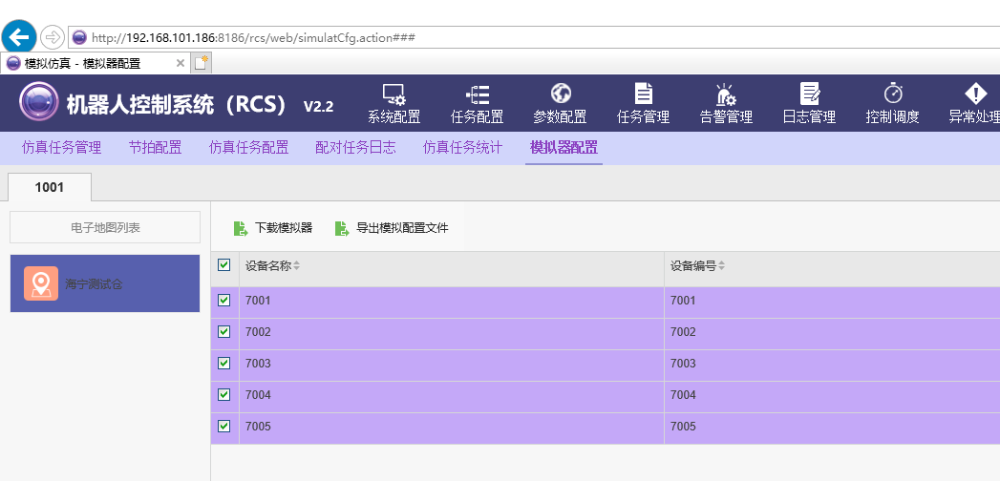 http://192.168.101.186:8186/rcs/web/simulatCfg.action###
模拟仿真 - 模拟器配置
机器人控制系统（RCS） V2.2
系统配置 任务配置 参数配置 任务管理 告警管理 日志管理 控制调度 异常处理
仿真任务管理 节拍配置 仿真任务配置 配对任务日志 仿真任务统计 模拟器配置
1001
电子地图列表
海宁测试仓
下载模拟器 导出模拟配置文件
设备名称 设备编号
7001 7001
7002 7002
7003 7003
7004 7004
7005 7005